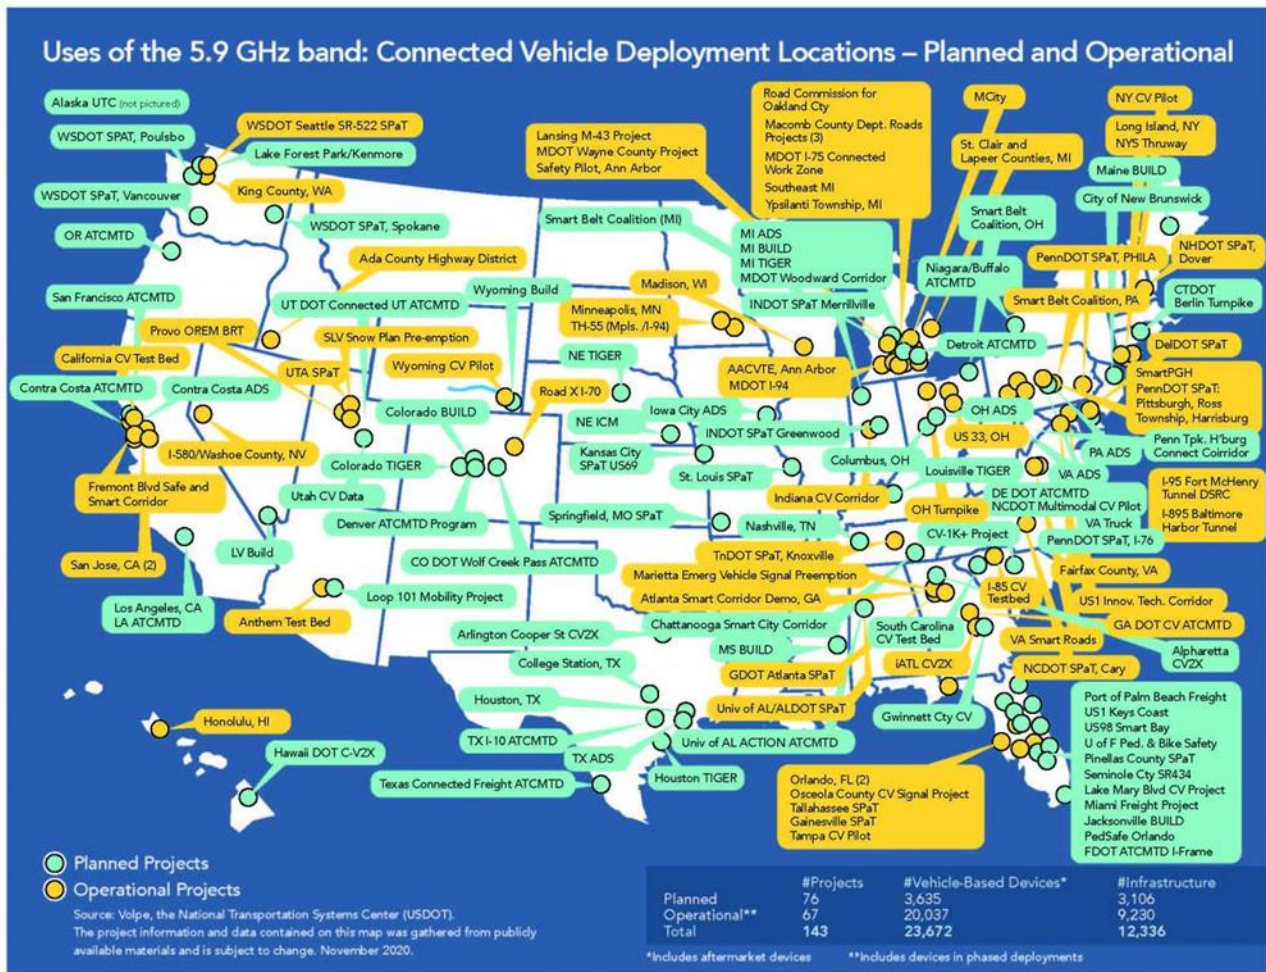 Uses of the 5.9 GHz band: Connected Vehicle Deployment Locations – Planned and Operational
Alaska UTC (not pictured)
WSDOT SPAT, Poulsbo
WSDOT Seattle SR-522 SPaT
Lake Forest Park/Kenmore
King County, WA
WSDOT SPaT, Vancouver
WSDOT SPaT, Spokane
OR ATCMTD
Ada County Highway District
San Francisco ATCMTD
UT DOT Connected UT ATCMTD
Wyoming Build
Provo OREM BRT
SLV Snow Plan Pre-emption
California CV Test Bed
UTA SPaT
Wyoming CV Pilot
Contra Costa ATCMTD
Contra Costa ADS
Colorado BUILD
Road X I-70
I-580/Washoe County, NV
Colorado TIGER
Fremont Blvd Safe and
Smart Corridor
Utah CV Data
Denver ATCMTD Program
LV Build
San Jose, CA (2)
CO DOT Wolf Creek Pass ATCMTD
Los Angeles, CA
LA ATCMTD
Anthem Test Bed
Loop 101 Mobility Project
Lansing M-43 Project
MDOT Wayne County Project
Safety Pilot, Ann Arbor
Road Commission for
Oakland Cty
Macomb County Dept. Roads
Projects (3)
MDOT I-75 Connected
Work Zone
Southeast MI
Ypsilanti Township, MI
MCity
St. Clair and
Lapeer Counties, MI
NY CV Pilot
Long Island, NY
NYS Thruway
Maine BUILD
City of New Brunswick
Smart Belt Coalition (MI)
MI ADS
MI BUILD
MI TIGER
MDOT Woodward Corridor
Smart Belt
Coalition, OH
NHDOT SPaT,
Dover
PennDOT SPaT, PHILA
Niagara/Buffalo
ATCMTD
Madison, WI
CTDOT
Berlin Turnpike
Minneapolis, MN
TH-55 (Mpls. /I-94)
INDOT SPaT Merrillville
Smart Belt Coalition, PA
NE TIGER
Detroit ATCMTD
DelDOT SPaT
AACVTE, Ann Arbor
MDOT I-94
SmartPGH
PennDOT SPaT:
Pittsburgh, Ross
Township, Harrisburg
Iowa City ADS
OH ADS
NE ICM
INDOT SPaT Greenwood
US 33, OH
Penn Tpk. H'burg
Connect Coirridor
Kansas City
SPaT US69
Columbus, OH
PA ADS
St. Louis SPaT
Louisville TIGER
VA ADS
Indiana CV Corridor
DE DOT ATCMTD
NCDOT Multimodal CV Pilot
I-95 Fort McHenry
Tunnel DSRC
I-895 Baltimore
Harbor Tunnel
Springfield, MO SPaT
Nashville, TN
OH Turnpike
VA Truck
CV-1K+ Project
PennDOT SPaT, I-76
TnDOT SPaT, Knoxville
Marietta Emerg Vehicle Signal Preemption
Fairfax County, VA
Atlanta Smart Corridor Demo, GA
I-85 CV
Testbed
US1 Innov. Tech. Corridor
Arlington Cooper St CV2X
Chattanooga Smart City Corridor
South Carolina
CV Test Bed
GA DOT CV ATCMTD
MS BUILD
VA Smart Roads
Alpharetta
CV2X
College Station, TX
GDOT Atlanta SPaT
iATL CV2X
NCDOT SPaT, Cary
Houston, TX
Univ of AL/ALDOT SPaT
Gwinnett Cty CV
TX I-10 ATCMTD
Univ of AL ACTION ATCMTD
TX ADS
Houston TIGER
Texas Connected Freight ATCMTD
Honolulu, HI
Hawaii DOT C-V2X
Orlando, FL (2)
Osceola County CV Signal Project
Tallahassee SPaT
Gainesville SPaT
Tampa CV Pilot
Port of Palm Beach Freight
US1 Keys Coast
US98 Smart Bay
U of F Ped. & Bike Safety
Pinellas County SPaT
Seminole Cty SR434
Lake Mary Blvd CV Project
Miami Freight Project
Jacksonville BUILD
PedSafe Orlando
FDOT ATCMTD I-Frame
Planned Projects
Operational Projects
Source: Volpe, the National Transportation Systems Center (USDOT).
The project information and data contained on this map was gathered from publicly
available materials and is subject to change. November 2020.
#Projects #Vehicle-Based Devices* #Infrastructure
Planned 76 3,635 3,106
Operational** 67 20,037 9,230
Total 143 23,672 12,336
*Includes aftermarket devices **Includes devices in phased deployments